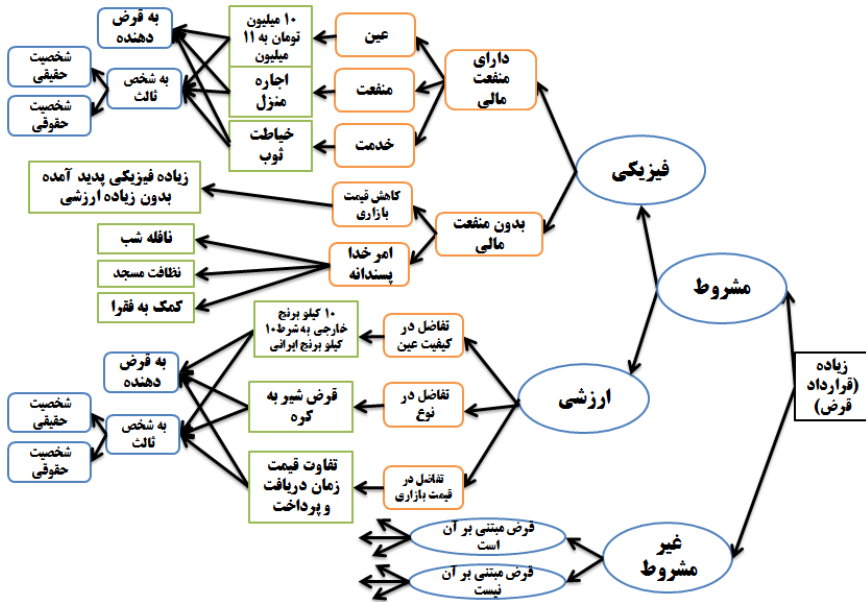 زیاده
(قرارداد
قرض)
مشروط
فیزیکی
دارای
منفعت
مالی
عین
۱۰ میلیون
تومان به ۱۱
میلیون
منفعت
اجاره
منزل
خدمت
خیاطت
ثوب
به قرض
دهنده
به شخص
ثالث
شخصیت
حقیقی
شخصیت
حقوقی
بدون منفعت
مالی
کاهش قیمت
بازاری
زیاده فیزیکی پدید آمده
بدون زیاده ارزشی
امر خدا
پسندانه
نافله شب
نظافت مسجد
کمک به فقرا
ارزشی
تفاضل در
کیفیت عین
۱۰ کیلو برنج
خارجی به شرط۱۰
کیلو برنج ایرانی
تفاضل در
نوع
قرض شیر به
کره
تفاضل در
قیمت بازاری
تفاوت قیمت
زمان دریافت
و پرداخت
به قرض
دهنده
به شخص
ثالث
شخصیت
حقیقی
شخصیت
حقوقی
غیر
مشروط
قرض مبتنی بر آن
است
قرض مبتنی بر آن
نیست